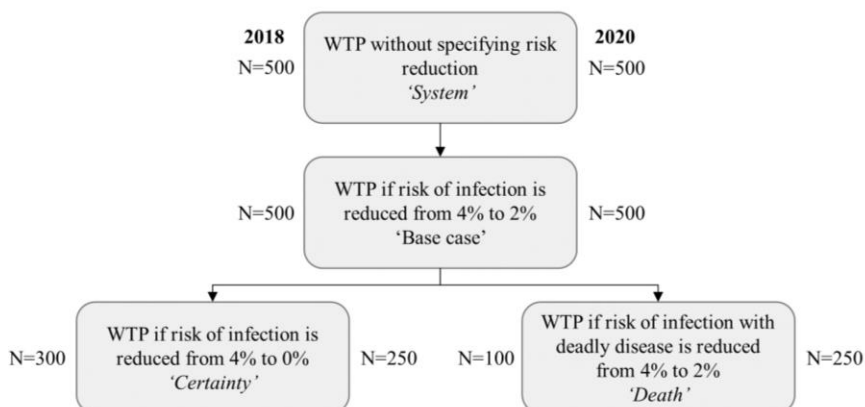 2018
WTP without specifying risk
reduction
‘System’
2020
N=500
N=500
WTP if risk of infection is
reduced from 4% to 2%
‘Base case’
N=500
N=500
WTP if risk of infection is
reduced from 4% to 0%
‘Certainty’
N=300
N=250
WTP if risk of infection with
deadly disease is reduced
from 4% to 2%
‘Death’
N=100
N=250